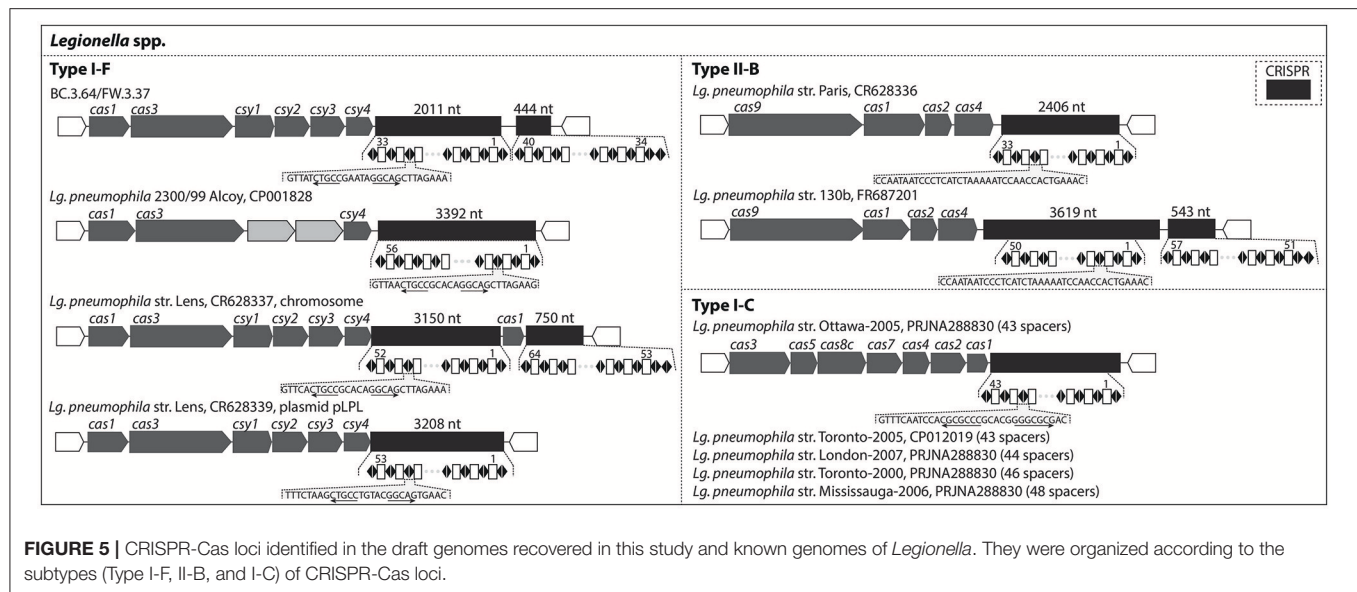 Legionella spp.
Type I-F
BC.3.64/FW.3.37
cas1 cas3 csy1 csy2 csy3 csy4 2011 nt 444 nt
33 1 40 34
GTTATCTGCCGAATAGGCAGCTTAGAAA
Lg. pneumophila 2300/99 Alcoy, CP001828
cas1 cas3 csy4 3392 nt
56 1
GTTAACTGCCGCACAGGCAGCTTAGAAG
Lg. pneumophila str. Lens, CR628337, chromosome
cas1 cas3 csy1 csy2 csy3 csy4 3150 nt cas1 750 nt
52 1 64 53
GTTCACTGCCGCACAGGCAGCTTAGAAA
Lg. pneumophila str. Lens, CR628339, plasmid pLPL
cas1 cas3 csy1 csy2 csy3 csy4 3208 nt
53 1
TTTCTAAGCTGCCTGTACGGCAGTGAAC
Type II-B
CRISPR
Lg. pneumophila str. Paris, CR628336
cas9 cas1 cas2 cas4 2406 nt
33 1
CCAATAATCCCTCATCTAAAAATCCAACCACTGAAAC
Lg. pneumophila str. 130b, FR687201
cas9 cas1 cas2 cas4 3619 nt 543 nt
50 1 57 51
CCAATAATCCCTCATCTAAAAATCCAACCACTGAAAC
Type I-C
Lg. pneumophila str. Ottawa-2005, PRJNA288830 (43 spacers)
cas3 cas5 cas8c cas7 cas4 cas2 cas1
43 1
GTTTCAATCCACGCGCCCGCACGGGGCGCGAC
Lg. pneumophila str. Toronto-2005, CP012019 (43 spacers)
Lg. pneumophila str. London-2007, PRJNA288830 (44 spacers)
Lg. pneumophila str. Toronto-2000, PRJNA288830 (46 spacers)
Lg. pneumophila str. Mississauga-2006, PRJNA288830 (48 spacers)
FIGURE 5 | CRISPR-Cas loci identified in the draft genomes recovered in this study and known genomes of Legionella. They were organized according to the
subtypes (Type I-F, II-B, and I-C) of CRISPR-Cas loci.